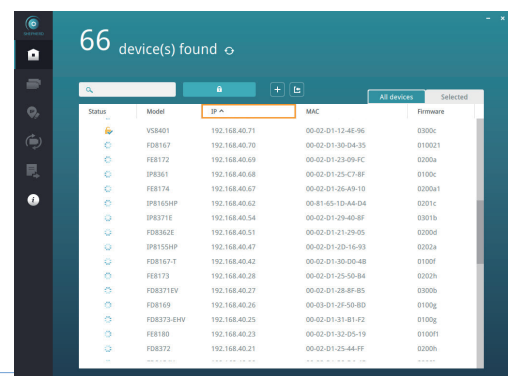 66 device(s) found
All devices Selected
Status Model IP MAC Firmware
VS8401 192.168.40.71 00-02-D1-12-4E-96 0300c
FD8167 192.168.40.70 00-02-D1-30-D4-35 010021
FE8172 192.168.40.69 00-02-D1-23-09-FC 0200a
IP8361 192.168.40.68 00-02-D1-25-C7-8F 0100c
FE8174 192.168.40.67 00-02-D1-26-A9-10 0200a1
IP8165HP 192.168.40.62 00-81-65-1D-A4-D4 0201c
IP8371E 192.168.40.54 00-02-D1-29-40-8F 0301b
FD8362E 192.168.40.51 00-02-D1-21-29-05 0200d
IP8155HP 192.168.40.47 00-02-D1-2D-16-93 0202a
FD8167-T 192.168.40.42 00-02-D1-30-D0-4B 0100f
FE8173 192.168.40.28 00-02-D1-25-50-B4 0202h
FD8371EV 192.168.40.27 00-02-D1-28-8F-B5 0300b
FD8169 192.168.40.26 00-03-D1-2F-50-BD 0100g
FD8373-EHV 192.168.40.25 00-02-D1-31-B1-F2 0100g
FE8180 192.168.40.23 00-02-D1-32-D5-19 0100f1
FD8372 192.168.40.21 00-02-D1-25-44-FF 0200h